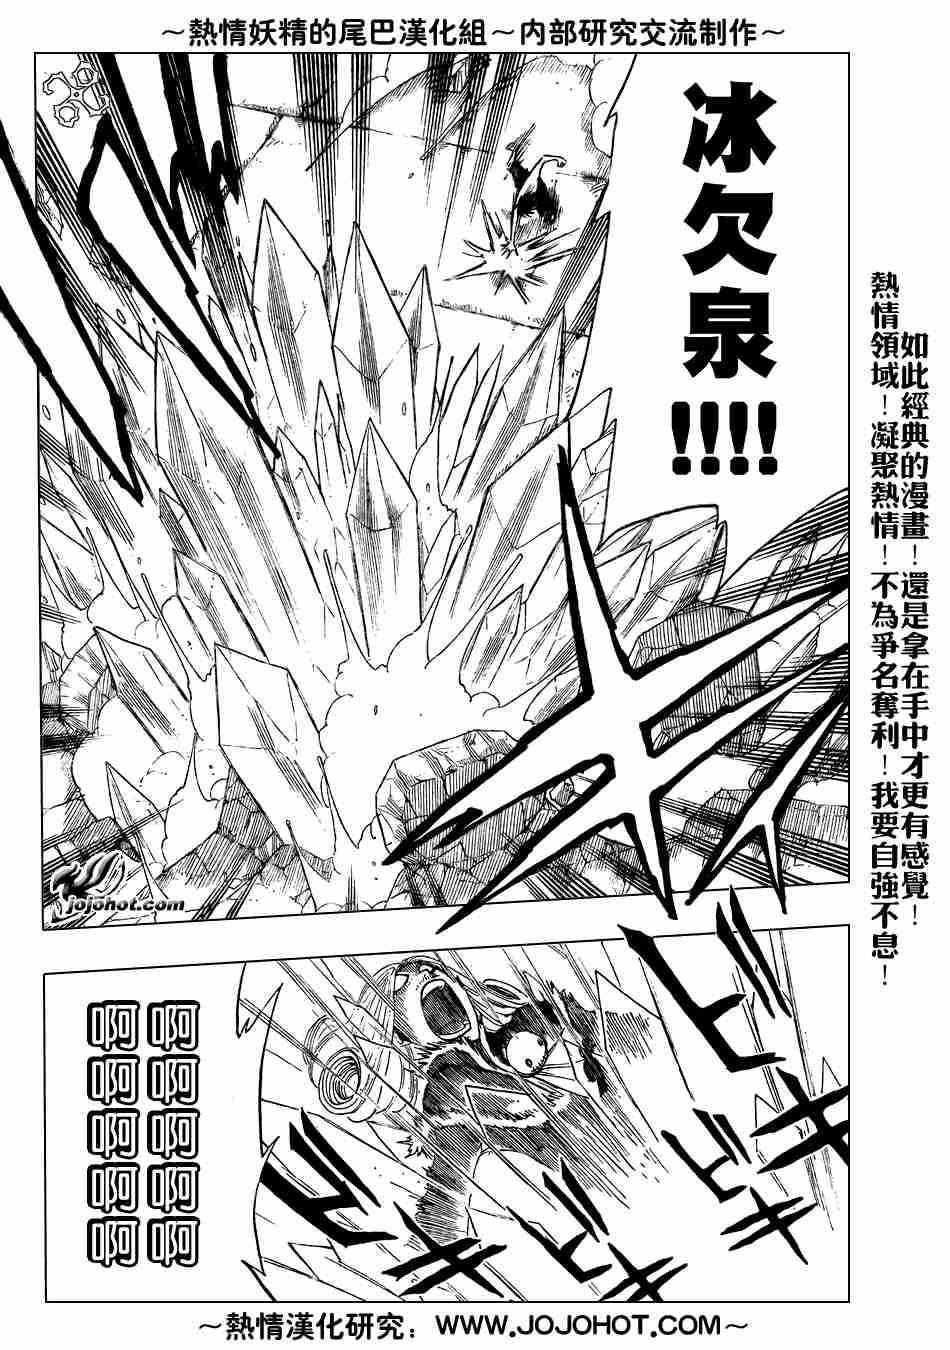 ～熱情妖精的尾巴漢化組～内部研究交流制作～
冰欠泉!!!!
如此經典的漫畫！還是拿在手中才更有感覺！
熱情領域！凝聚熱情！不為爭名奪利！我要自強不息！
jojohot.com
ビキ
ビキ
ビキ
ビキ
啊啊啊啊啊
啊啊啊啊啊
～熱情漢化研究：WWW.JOJOHOT.COM～